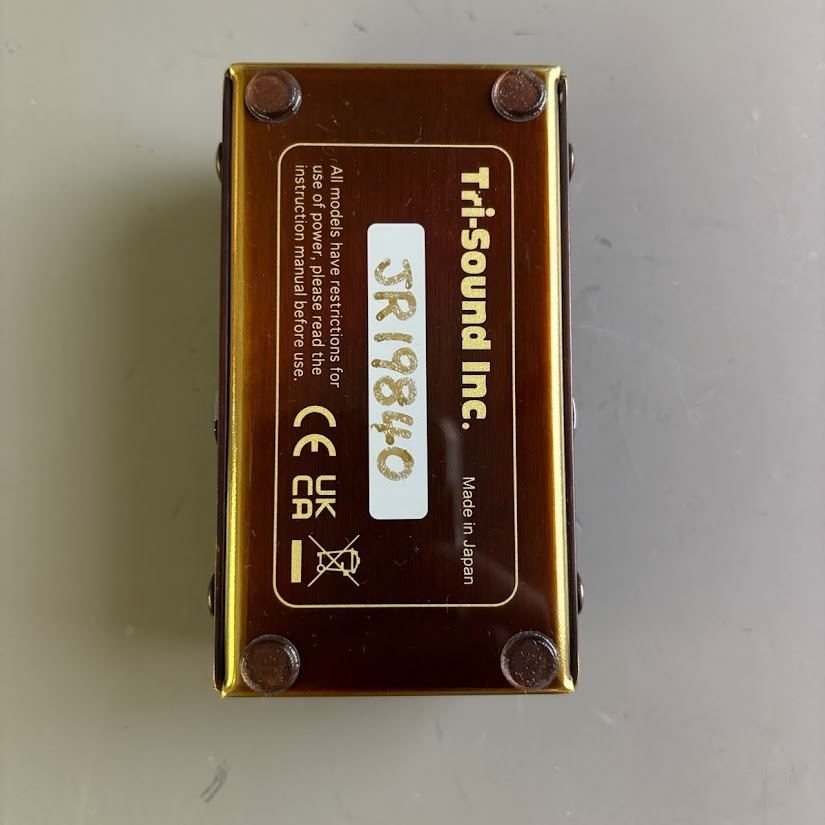 Tri-Sound Inc.
Made in Japan
JR19840
All models have restrictions for
use of power, please read the
instruction manual before use.
CE
UK
CA